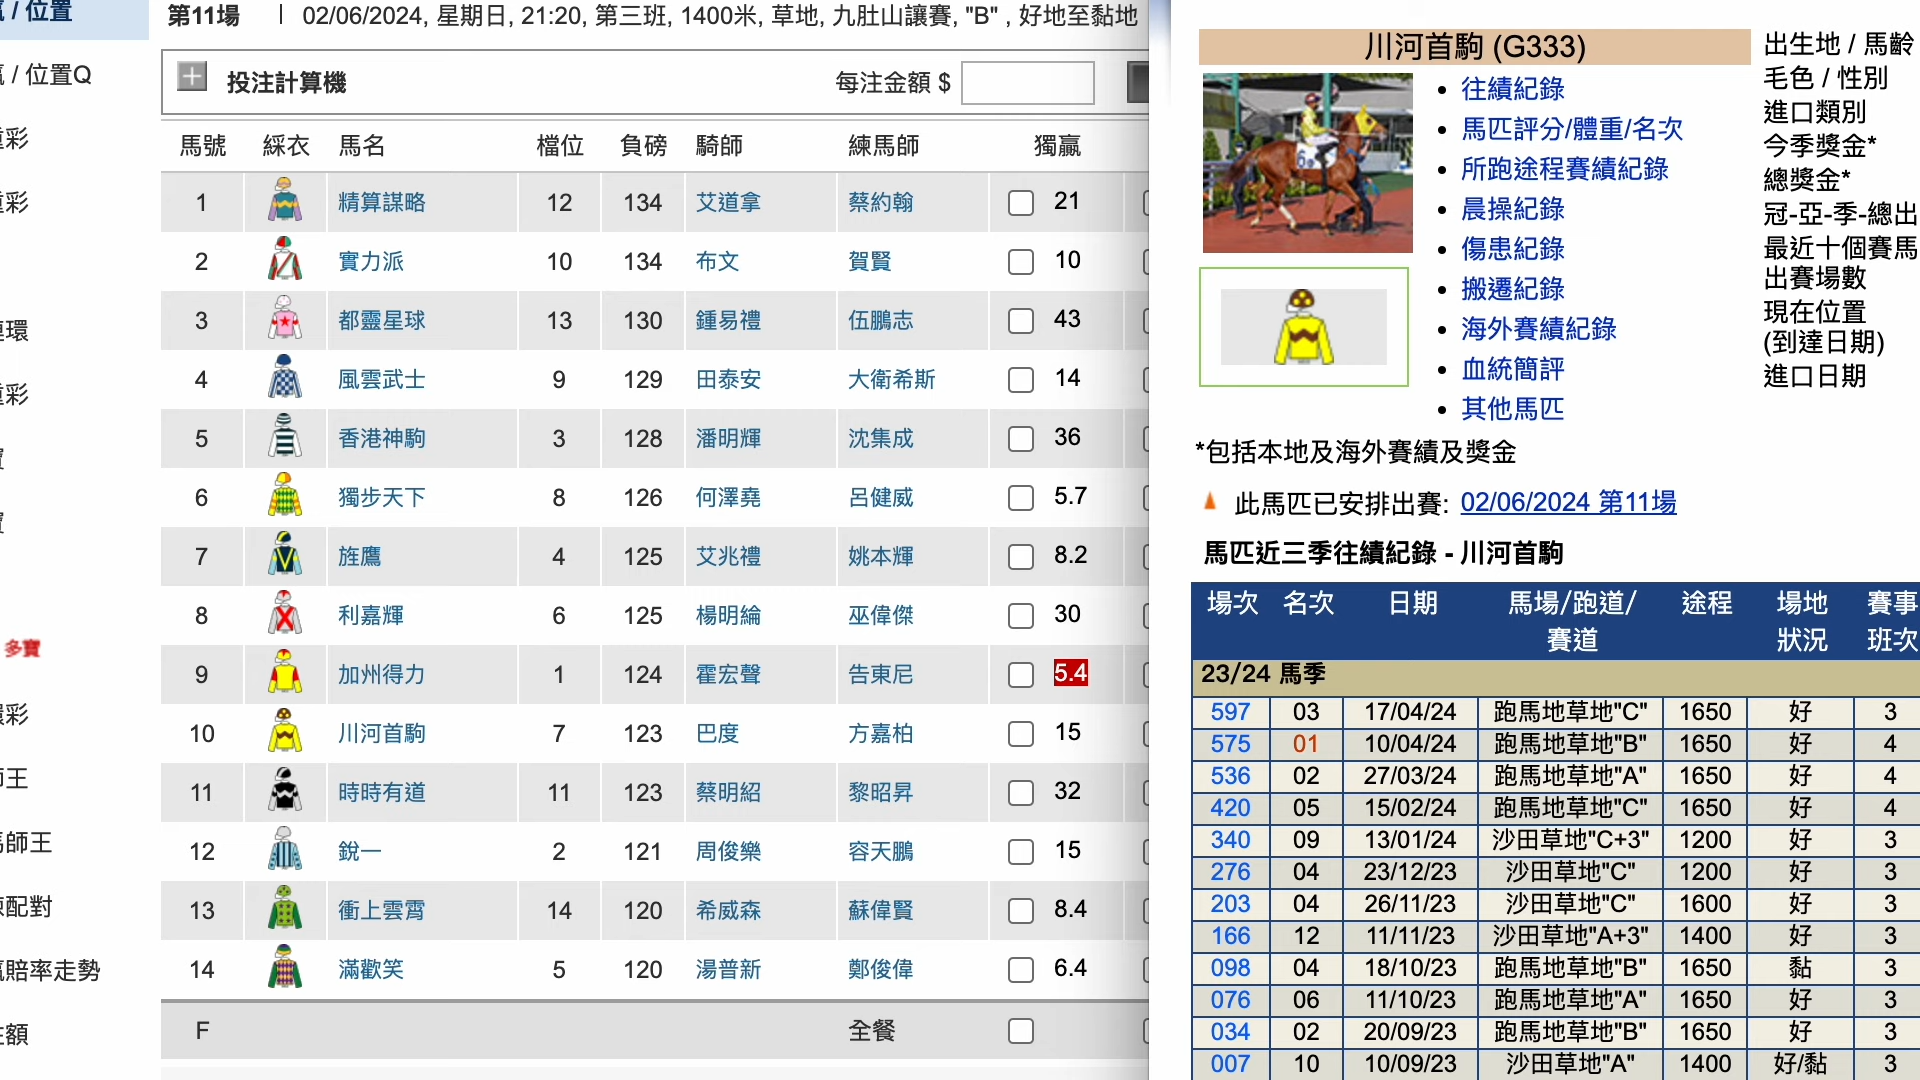 / 位置
/ 位置Q
彩
彩
環
彩
多寶
彩
王
師王
配對
賠率走勢
額
第11場 | 02/06/2024, 星期日, 21:20, 第三班, 1400米, 草地, 九肚山讓賽, "B" , 好地至黏地
投注計算機 每注金額 $
馬號 綵衣 馬名 檔位 負磅 騎師 練馬師 獨贏
1 精算謀略 12 134 艾道拿 蔡約翰 21
2 實力派 10 134 布文 賀賢 10
3 都靈星球 13 130 鍾易禮 伍鵬志 43
4 風雲武士 9 129 田泰安 大衛希斯 14
5 香港神駒 3 128 潘明輝 沈集成 36
6 獨步天下 8 126 何澤堯 呂健威 5.7
7 旌鷹 4 125 艾兆禮 姚本輝 8.2
8 利嘉輝 6 125 楊明綸 巫偉傑 30
9 加州得力 1 124 霍宏聲 告東尼 5.4
10 川河首駒 7 123 巴度 方嘉柏 15
11 時時有道 11 123 蔡明紹 黎昭昇 32
12 銳一 2 121 周俊樂 容天鵬 15
13 衝上雲霄 14 120 希威森 蘇偉賢 8.4
14 滿歡笑 5 120 湯普新 鄭俊偉 6.4
F 全餐
川河首駒 (G333)
往績紀錄
馬匹評分/體重/名次
所跑途程賽績紀錄
晨操紀錄
傷患紀錄
搬遷紀錄
海外賽績紀錄
血統簡評
其他馬匹
出生地 / 馬齡
毛色 / 性別
進口類別
今季獎金*
總獎金*
冠-亞-季-總出
最近十個賽馬
出賽場數
現在位置
(到達日期)
進口日期
*包括本地及海外賽績及獎金
此馬匹已安排出賽: 02/06/2024 第11場
馬匹近三季往績紀錄 - 川河首駒
場次 名次 日期 馬場/跑道/ 途程 場地 賽事
賽道 狀況 班次
23/24 馬季
597 03 17/04/24 跑馬地草地"C" 1650 好 3
575 01 10/04/24 跑馬地草地"B" 1650 好 4
536 02 27/03/24 跑馬地草地"A" 1650 好 4
420 05 15/02/24 跑馬地草地"C" 1650 好 4
340 09 13/01/24 沙田草地"C+3" 1200 好 3
276 04 23/12/23 沙田草地"C" 1200 好 3
203 04 26/11/23 沙田草地"C" 1600 好 3
166 12 11/11/23 沙田草地"A+3" 1400 好 3
098 04 18/10/23 跑馬地草地"B" 1650 黏 3
076 06 11/10/23 跑馬地草地"A" 1650 好 3
034 02 20/09/23 跑馬地草地"B" 1650 好 3
007 10 10/09/23 沙田草地"A" 1400 好/黏 3